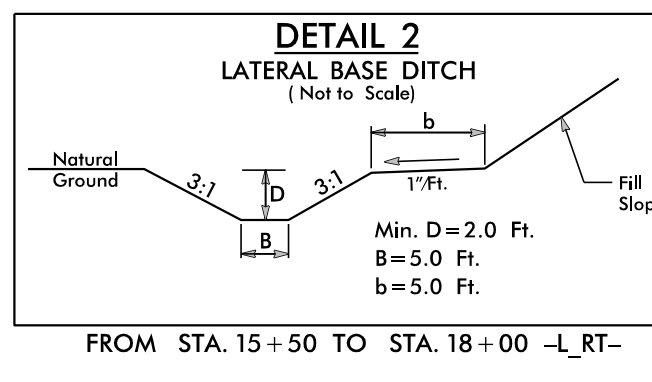 DETAIL 2
LATERAL BASE DITCH
( Not to Scale)
b
Natural
Ground
3:1
D
3:1
1"/Ft.
B
Fill
Slop
Min. D=2.0 Ft.
B=5.0 Ft.
b=5.0 Ft.
FROM STA. 15+50 TO STA. 18+00 -L_RT-